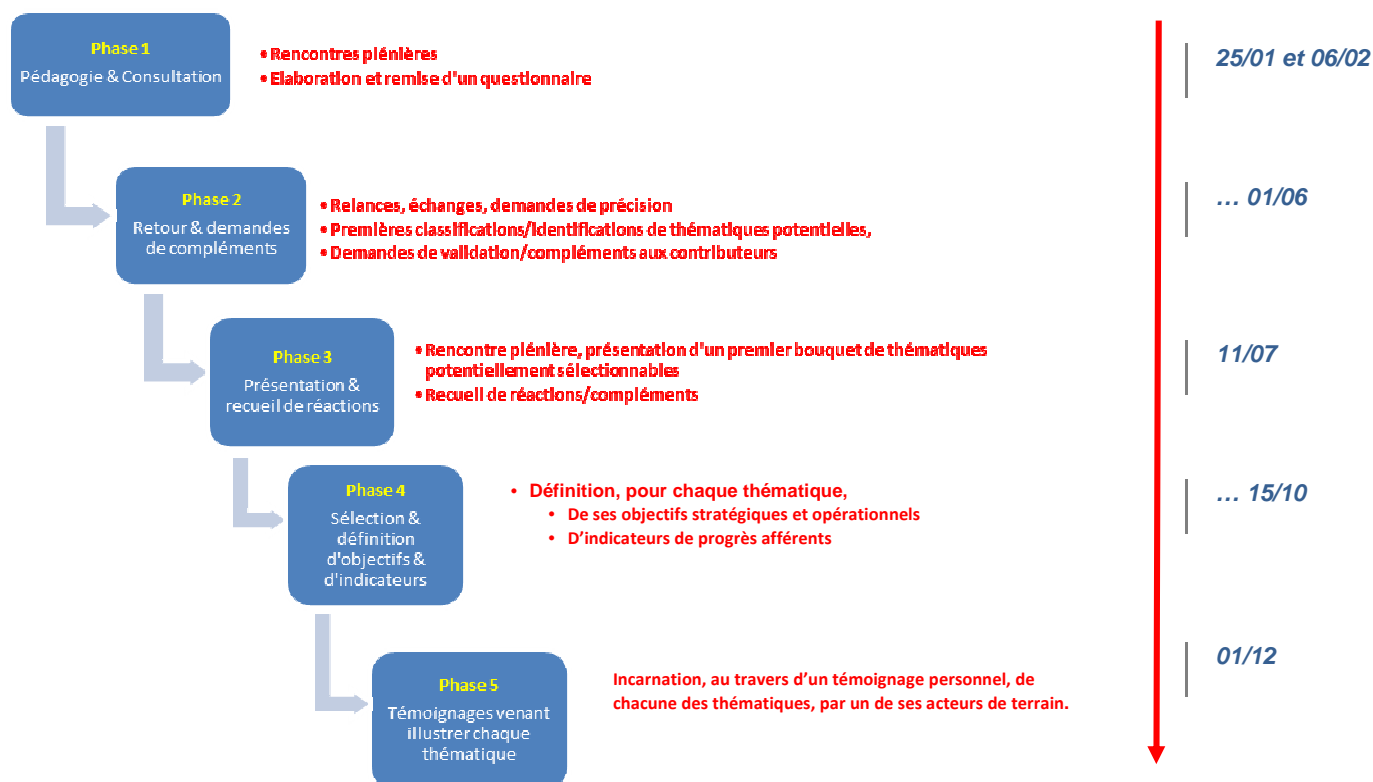 Phase 1
Pédagogie & Consultation
• Rencontres plénières
• Elaboration et remise d'un questionnaire
25/01 et 06/02
Phase 2
Retour & demandes
de compléments
• Relances, échanges, demandes de précision
• Premières classifications/identifications de thématiques potentielles,
• Demandes de validation/compléments aux contributeurs
... 01/06
Phase 3
Présentation &
recueil de réactions
• Rencontre plénière, présentation d'un premier bouquet de thématiques
potentiellement sélectionnables
• Recueil de réactions/compléments
11/07
Phase 4
Sélection &
définition
d'objectifs &
d'indicateurs
• Définition, pour chaque thématique,
• De ses objectifs stratégiques et opérationnels
• D’indicateurs de progrès afférents
... 15/10
Phase 5
Témoignages venant
illustrer chaque
thématique
Incarnation, au travers d’un témoignage personnel, de
chacune des thématiques, par un de ses acteurs de terrain.
01/12